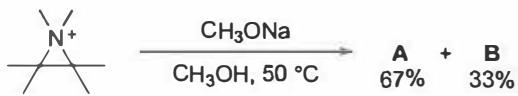 N+
CH₃ONa
CH₃OH, 50 °C
A + B
67% 33%